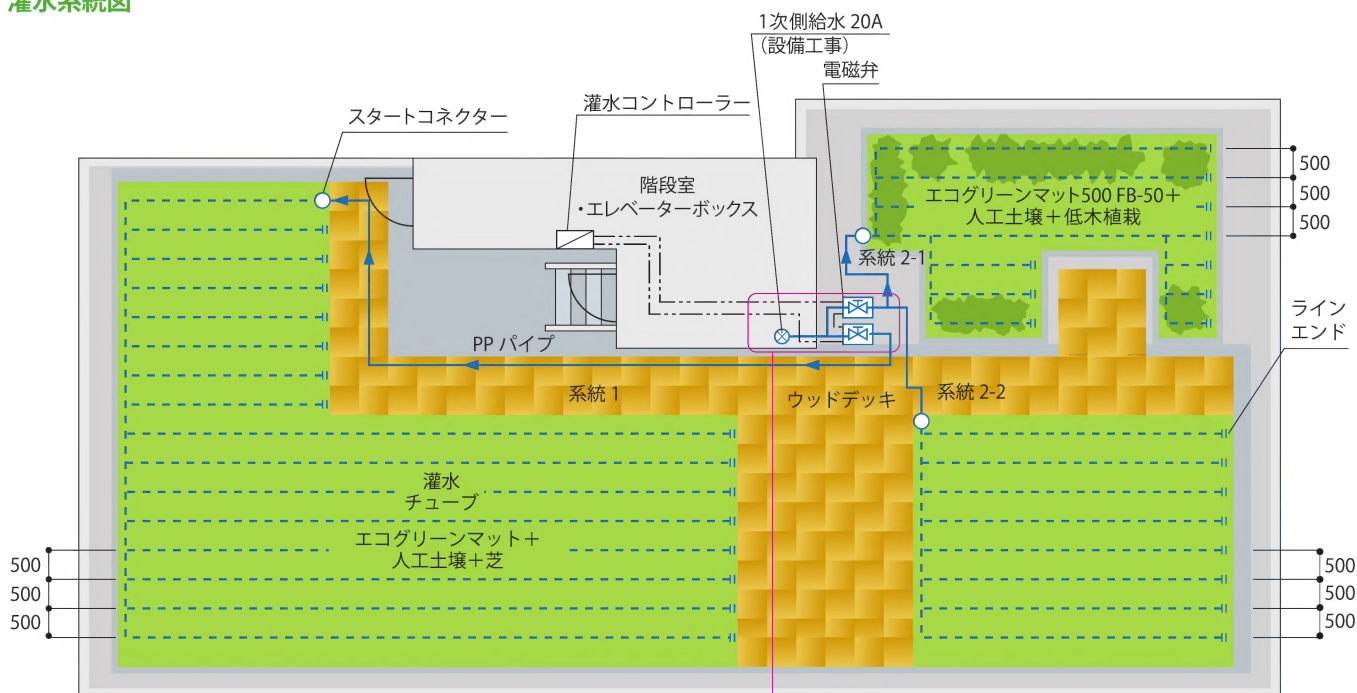 灌水系統図
1次側給水 20A
（設備工事）
電磁弁
灌水コントローラー
スタートコネクター
階段室
・エレベーターボックス
エコグリーンマット500 FB-50＋
人工土壌＋低木植栽
500
500
500
系統 2-1
ライン
エンド
PP パイプ
系統 1
ウッドデッキ
系統 2-2
灌水
チューブ
エコグリーンマット＋
人工土壌＋芝
500
500
500
500
500
500